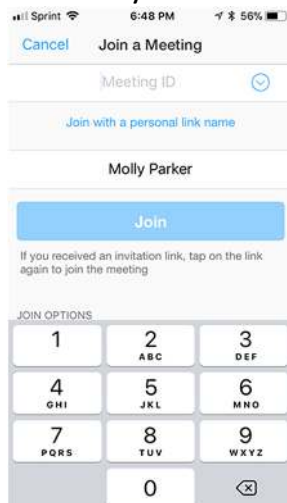 Sprint 6:48 PM 56%
Cancel Join a Meeting
Meeting ID
Join with a personal link name
Molly Parker
Join
If you received an invitation link, tap on the link
again to join the meeting
JOIN OPTIONS
1 2 3
ABC DEF
4 5 6
GHI JKL MNO
7 8 9
PQRS TUV WXYZ
0